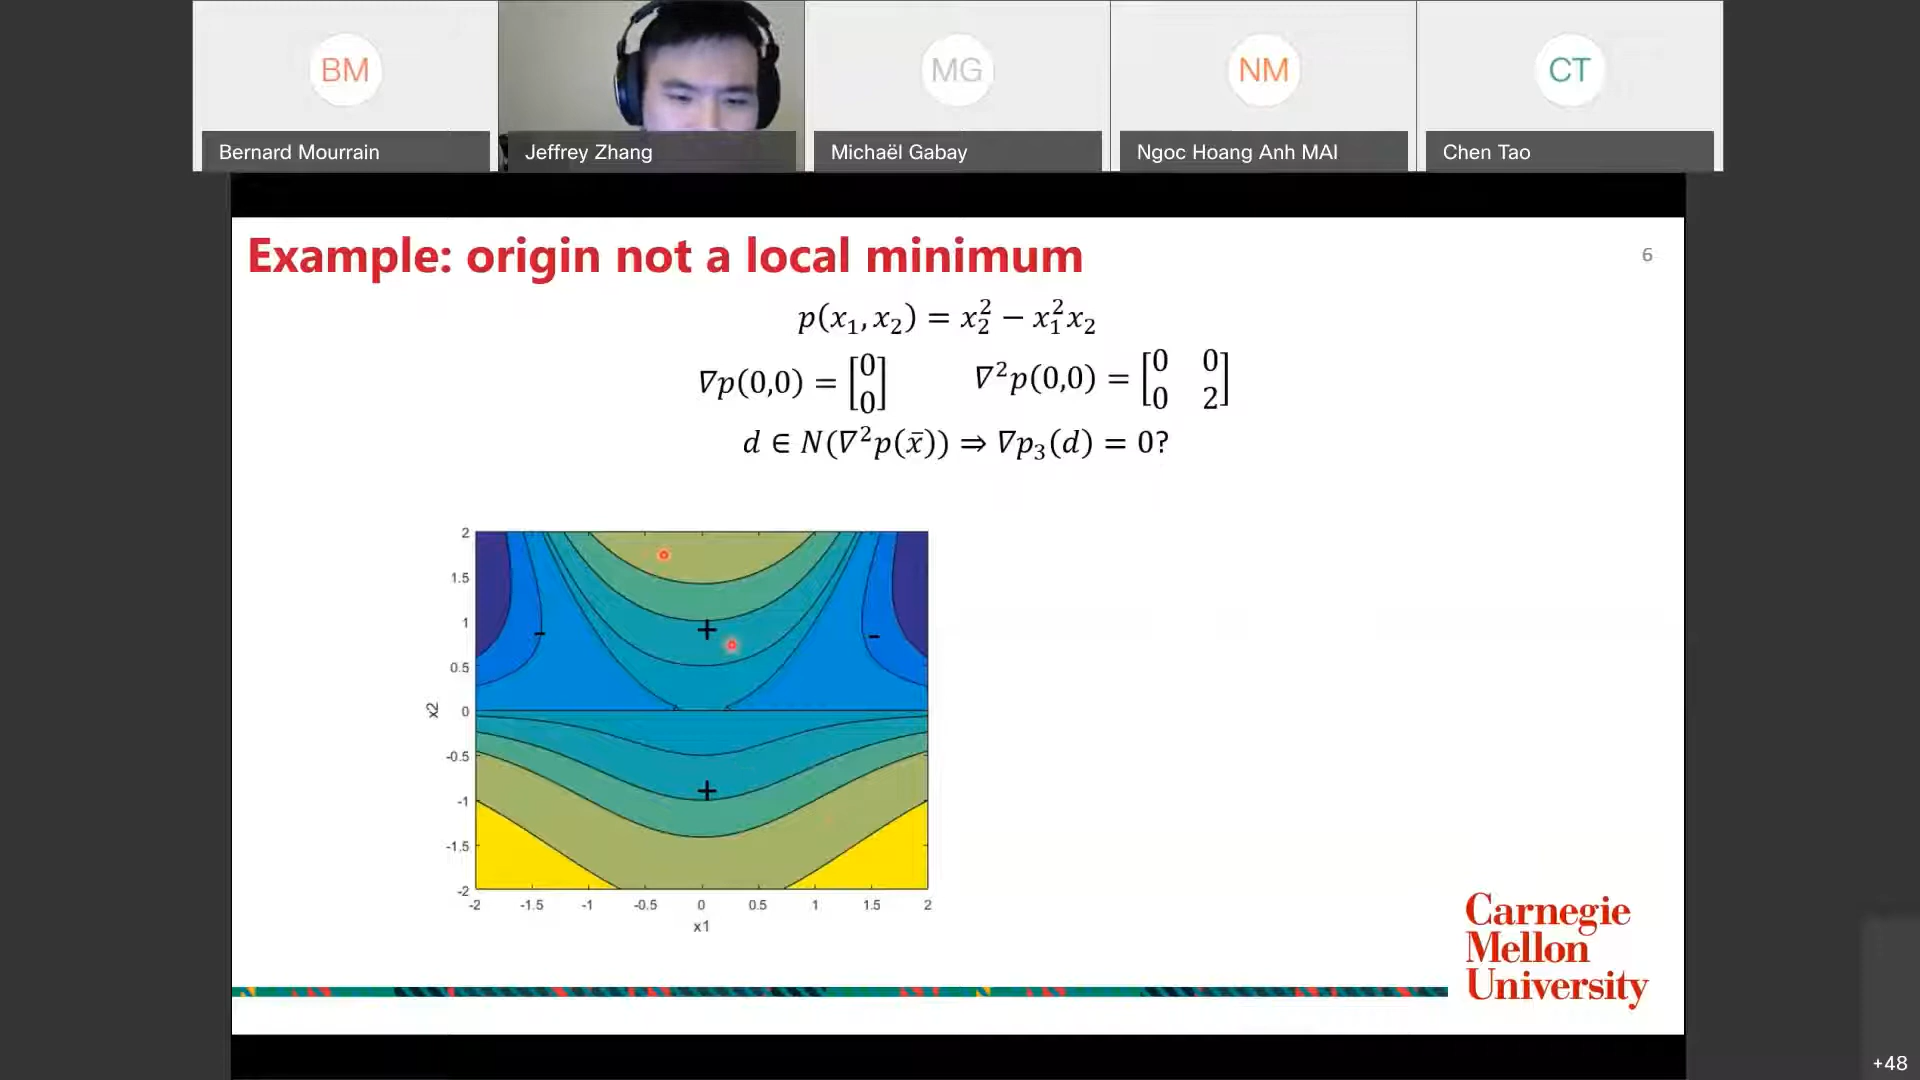 BM
MG
NM
CT
Bernard Mourrain
Jeffrey Zhang
Michaël Gabay
Ngoc Hoang Anh MAI
Chen Tao
Example: origin not a local minimum
6
p(x₁, x₂) = x₂² − x₁²x₂
∇p(0,0) = [0 0]
∇²p(0,0) = [0 0 0 2]
d ∈ N(∇²p(x̄)) ⇒ ∇p₃(d) = 0?
2
1.5
1
0.5
0
-0.5
-1
-1.5
-2
x2
+
-
-
+
-2 -1.5 -1 -0.5 0 0.5 1 1.5 2
x1
Carnegie
Mellon
University
+48